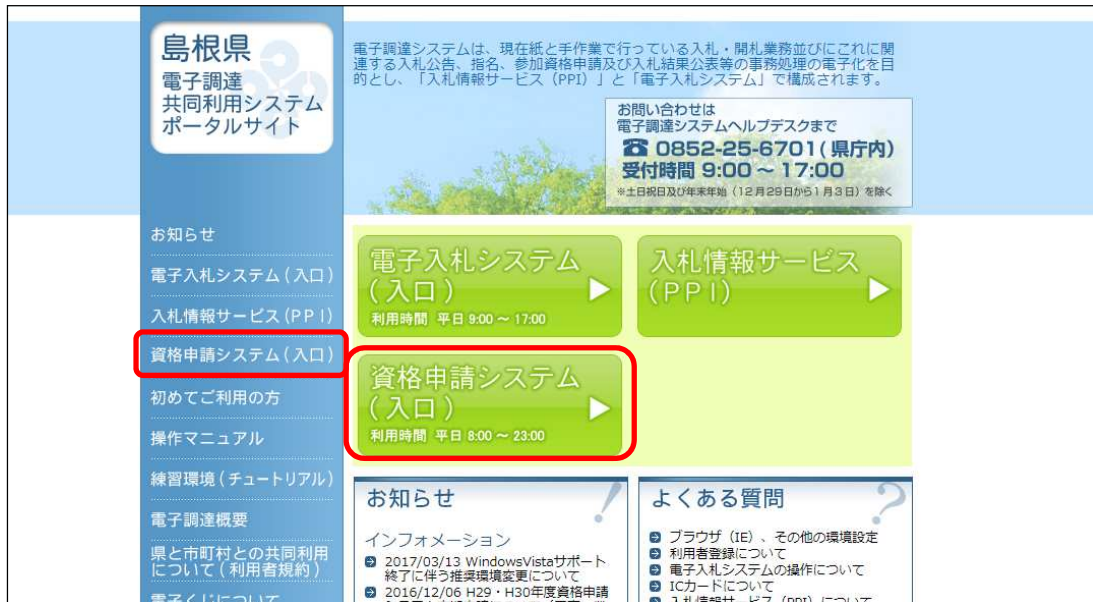 島根県
電子調達
共同利用システム
ポータルサイト
電子調達システムは、現在紙と手作業で行っている入札・開札業務並びにこれに関
連する入札公告、指名、参加資格申請及び入札結果公表等の事務処理の電子化を目
的とし、「入札情報サービス（PPI）」と「電子入札システム」で構成されます。
お問い合わせは
電子調達システムヘルプデスクまで
☎ 0852-25-6701(県庁内)
受付時間 9:00～17:00
※土日祝日及び年末年始（12月29日から1月3日）を除く
お知らせ
電子入札システム(入口)
入札情報サービス(PPI)
資格申請システム(入口)
初めてご利用の方
操作マニュアル
練習環境(チュートリアル)
電子調達概要
県と市町村との共同利用
について(利用者規約)
電子くじについて
電子入札システム
(入口)
利用時間 平日 9:00～17:00
入札情報サービス
(PPI)
資格申請システム
(入口)
利用時間 平日 8:00～23:00
お知らせ
インフォメーション
2017/03/13 WindowsVistaサポート
終了に伴う推奨環境変更について
2016/12/06 H29・H30年度資格申請
よくある質問
ブラウザ（IE）、その他の環境設定
利用者登録について
電子入札システムの操作について
ICカードについて
入札情報サービス（PPI）について